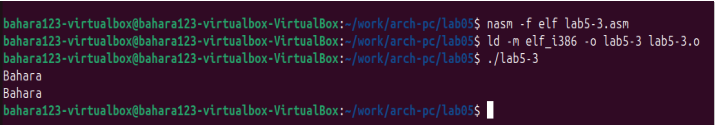 bahara123-virtualbox@bahara123-virtualbox-VirtualBox:~/work/arch-pc/lab05$ nasm -f elf lab5-3.asm
bahara123-virtualbox@bahara123-virtualbox-VirtualBox:~/work/arch-pc/lab05$ ld -m elf_i386 -o lab5-3 lab5-3.o
bahara123-virtualbox@bahara123-virtualbox-VirtualBox:~/work/arch-pc/lab05$ ./lab5-3
Bahara
Bahara
bahara123-virtualbox@bahara123-virtualbox-VirtualBox:~/work/arch-pc/lab05$